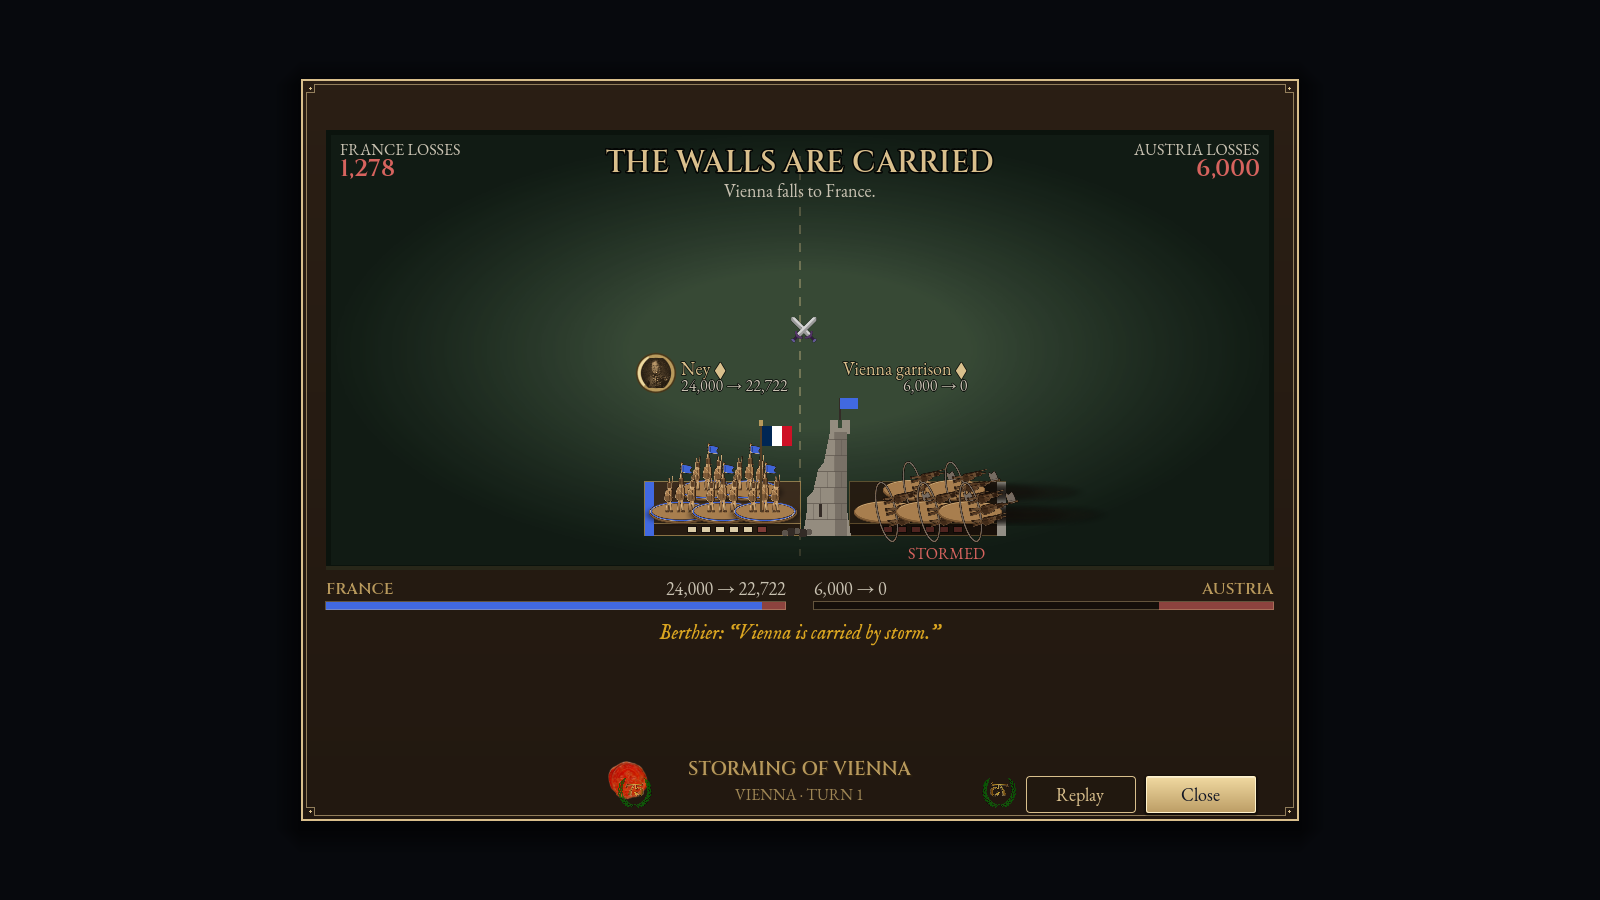 FRANCE LOSSES
1,278
THE WALLS ARE CARRIED
Vienna falls to France.
AUSTRIA LOSSES
6,000
Ney
24,000 → 22,722
Vienna garrison
6,000 → 0
STORMED
FRANCE
24,000 → 22,722
6,000 → 0
AUSTRIA
Berthier: “Vienna is carried by storm.”
STORMING OF VIENNA
VIENNA · TURN 1
Replay
Close